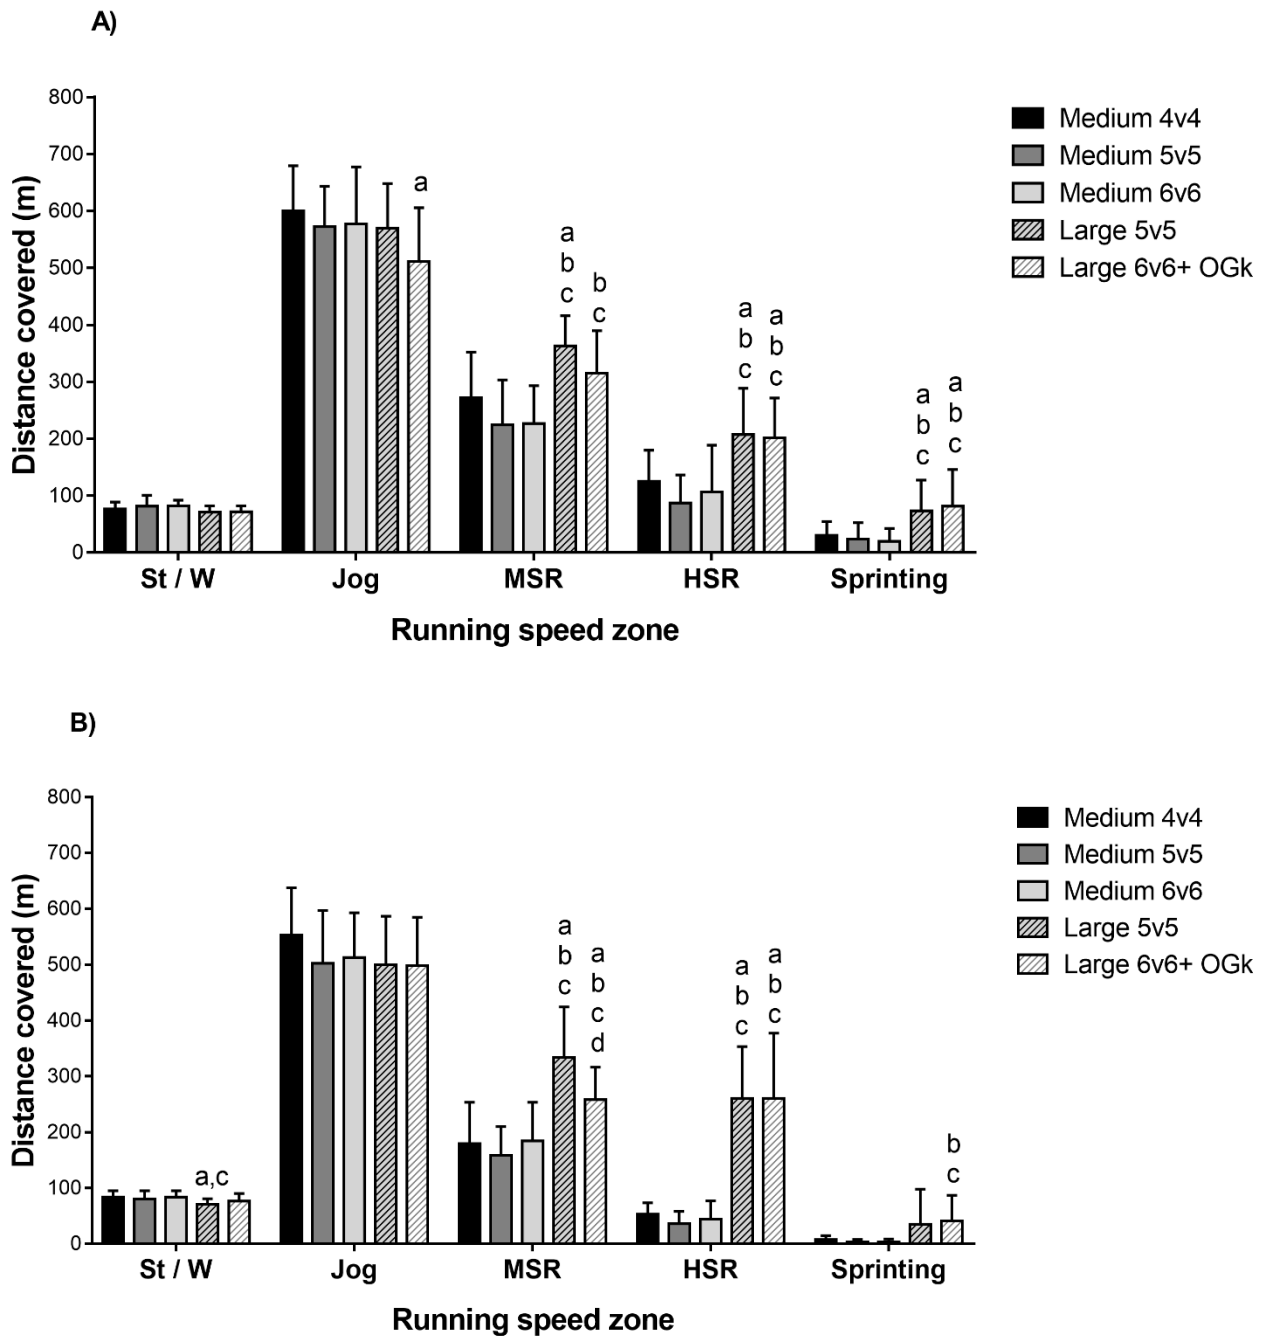 A)
Distance covered (m)
800
700
600
500
400
300
200
100
0
a
a
b
c
b
c
a
b
c
a
b
c
a
b
c
a
b
c
St / W Jog MSR HSR Sprinting
Running speed zone
Medium 4v4
Medium 5v5
Medium 6v6
Large 5v5
Large 6v6+ OGk
B)
Distance covered (m)
800
700
600
500
400
300
200
100
0
a,c
a
b
c
a
b
c
d
a
b
c
a
b
c
b
c
St / W Jog MSR HSR Sprinting
Running speed zone
Medium 4v4
Medium 5v5
Medium 6v6
Large 5v5
Large 6v6+ OGk